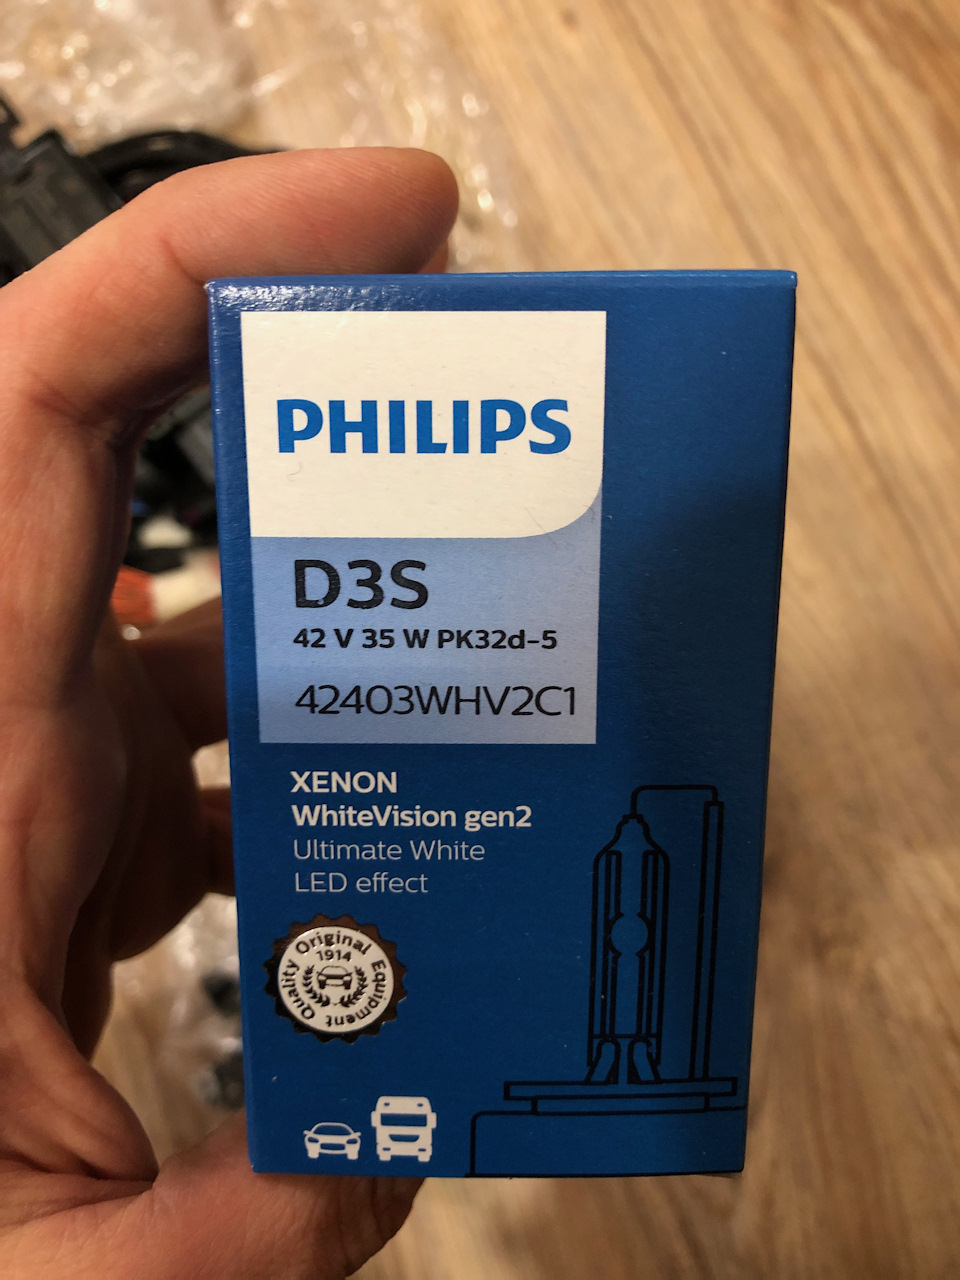 PHILIPS
D3S
42 V 35 W PK32d-5
42403WHV2C1
XENON
WhiteVision gen2
Ultimate White
LED effect
Original
1914
Equipment
Quality